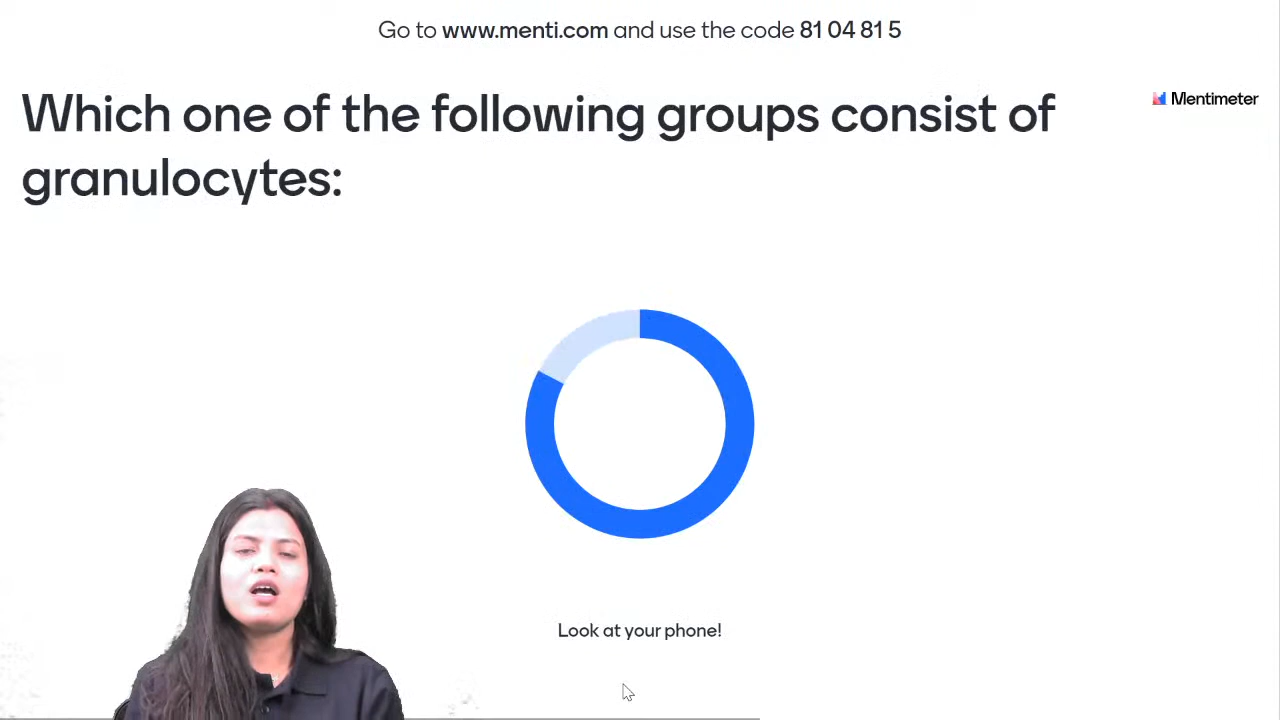 Go to www.menti.com and use the code 81 04 81 5
Mentimeter
Which one of the following groups consist of
granulocytes:
Look at your phone!